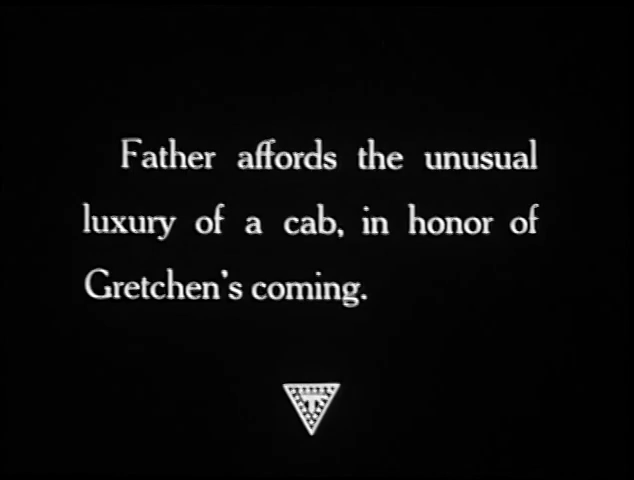 Father affords the unusual
luxury of a cab, in honor of
Gretchen's coming.
T